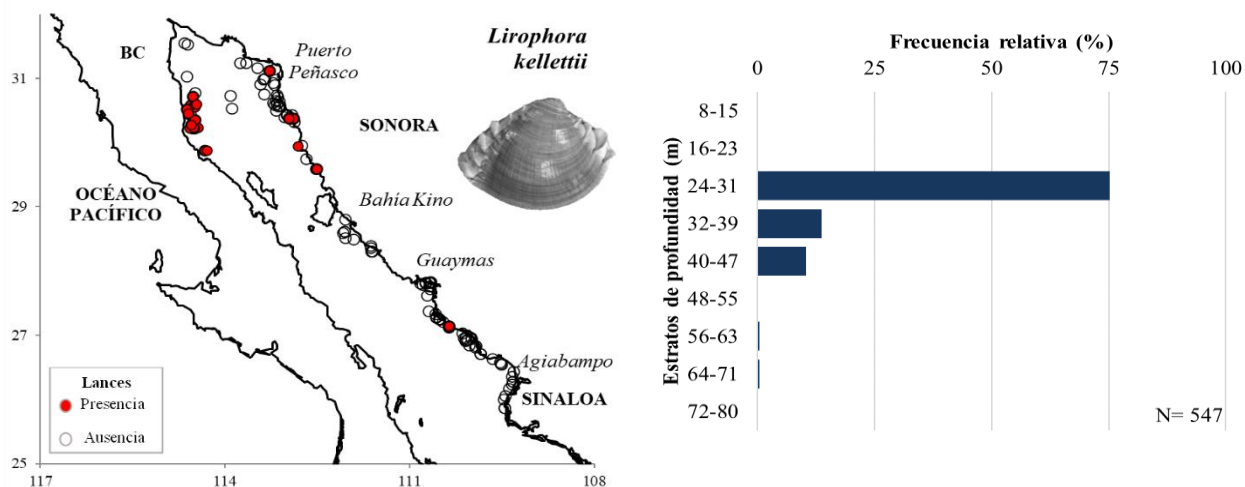 Lirophora
kellettii
BC
Puerto
Peñasco
SONORA
OCÉANO
PACÍFICO
Bahía Kino
Guaymas
Agiabampo
SINALOA
Lances
Presencia
Ausencia
31
29
27
25
117
114
111
108
Frecuencia relativa (%)
0
25
50
75
100
Estratos de profundidad (m)
8-15
16-23
24-31
32-39
40-47
48-55
56-63
64-71
72-80
N= 547